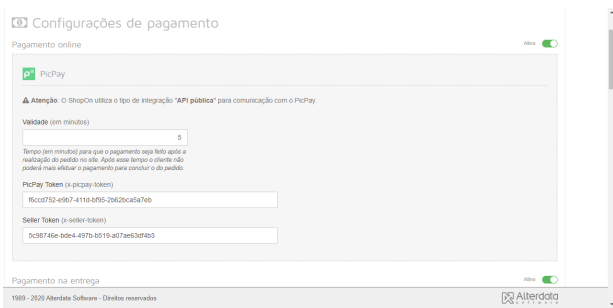 Configurações de pagamento
Pagamento online
Ativo
PicPay
Atenção: O ShopOn utiliza o tipo de integração "API pública" para comunicação com o PicPay.
Validade (em minutos)
5
Tempo (em minutos) para que o pagamento seja feito após a
realização do pedido no site. Após esse tempo o cliente não
poderá mais efetuar o pagamento para concluir o do pedido.
PicPay Token (x-picpay-token)
f6ccd752-e9b7-411d-bf95-2b62bca5a7eb
Seller Token (x-seller-token)
5c98746e-bde4-497b-b519-a07ae63df4b3
Pagamento na entrega
Ativo
1989 - 2020 Alterdata Software - Direitos reservados
Alterdata
software